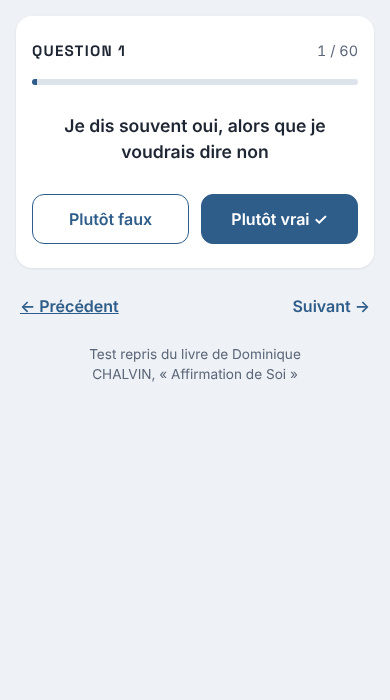 QUESTION 1
1 / 60
Je dis souvent oui, alors que je
voudrais dire non
Plutôt faux
Plutôt vrai ✓
← Précédent
Suivant →
Test repris du livre de Dominique
CHALVIN, « Affirmation de Soi »